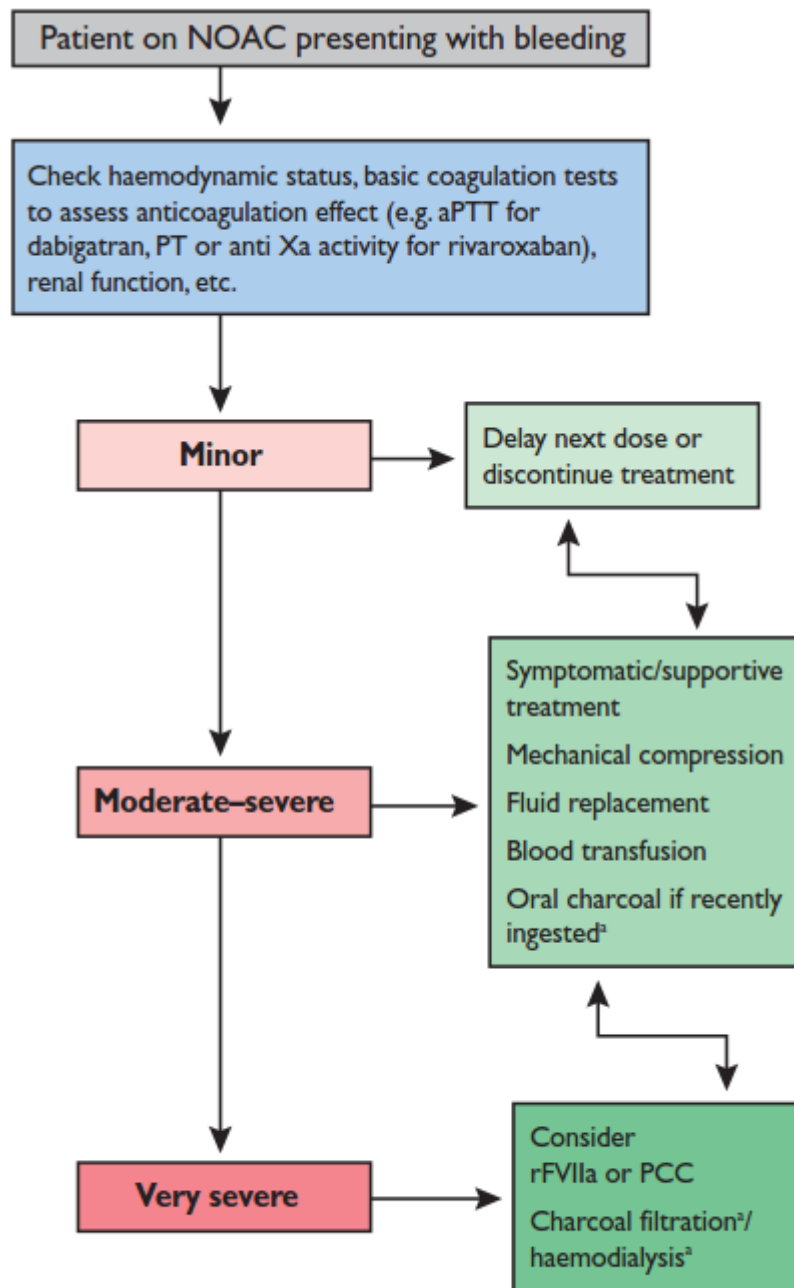 Patient on NOAC presenting with bleeding
Check haemodynamic status, basic coagulation tests
to assess anticoagulation effect (e.g. aPTT for
dabigatran, PT or anti Xa activity for rivaroxaban),
renal function, etc.
Minor
Delay next dose or
discontinue treatment
Symptomatic/supportive
treatment
Mechanical compression
Moderate–severe
Fluid replacement
Blood transfusion
Oral charcoal if recently
ingestedᵃ
Consider
rFVIIa or PCC
Very severe
Charcoal filtrationᵃ/
haemodialysisᵃ